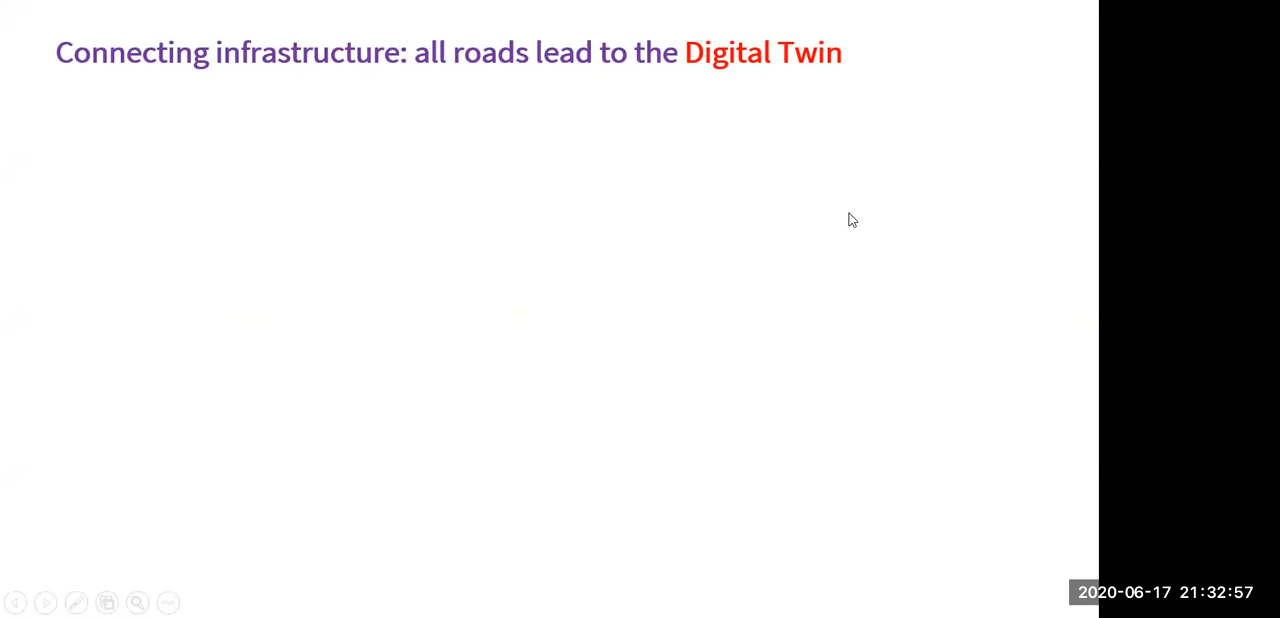 Connecting infrastructure: all roads lead to the Digital Twin
2020-06-17 21:32:57